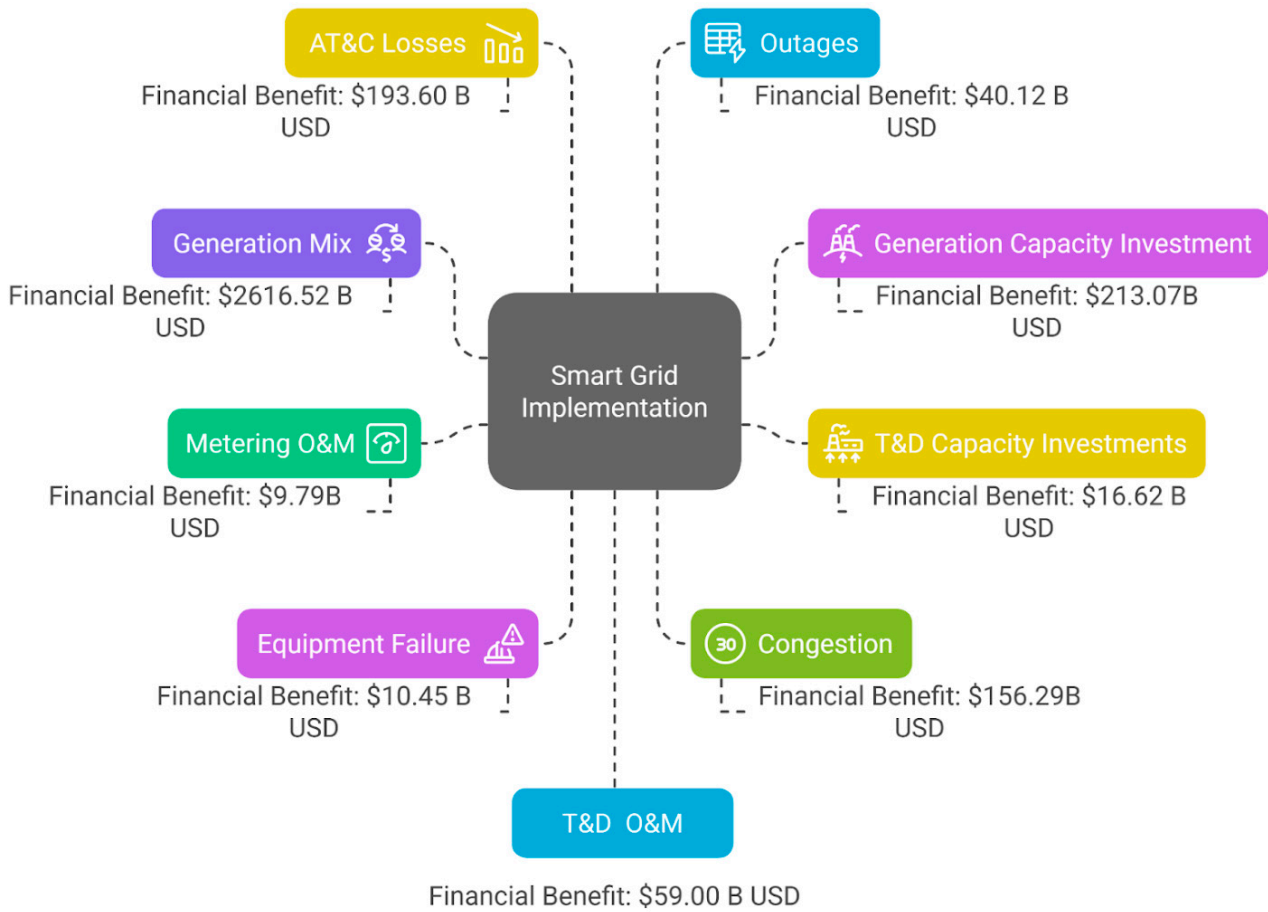 AT&C Losses
Financial Benefit: $193.60 B
USD
Outages
Financial Benefit: $40.12 B
USD
Generation Mix
Financial Benefit: $2616.52 B
USD
Generation Capacity Investment
Financial Benefit: $213.07B
USD
Smart Grid
Implementation
Metering O&M
Financial Benefit: $9.79B
USD
T&D Capacity Investments
Financial Benefit: $16.62 B
USD
Equipment Failure
Financial Benefit: $10.45 B
USD
30
Congestion
Financial Benefit: $156.29B
USD
T&D O&M
Financial Benefit: $59.00 B USD